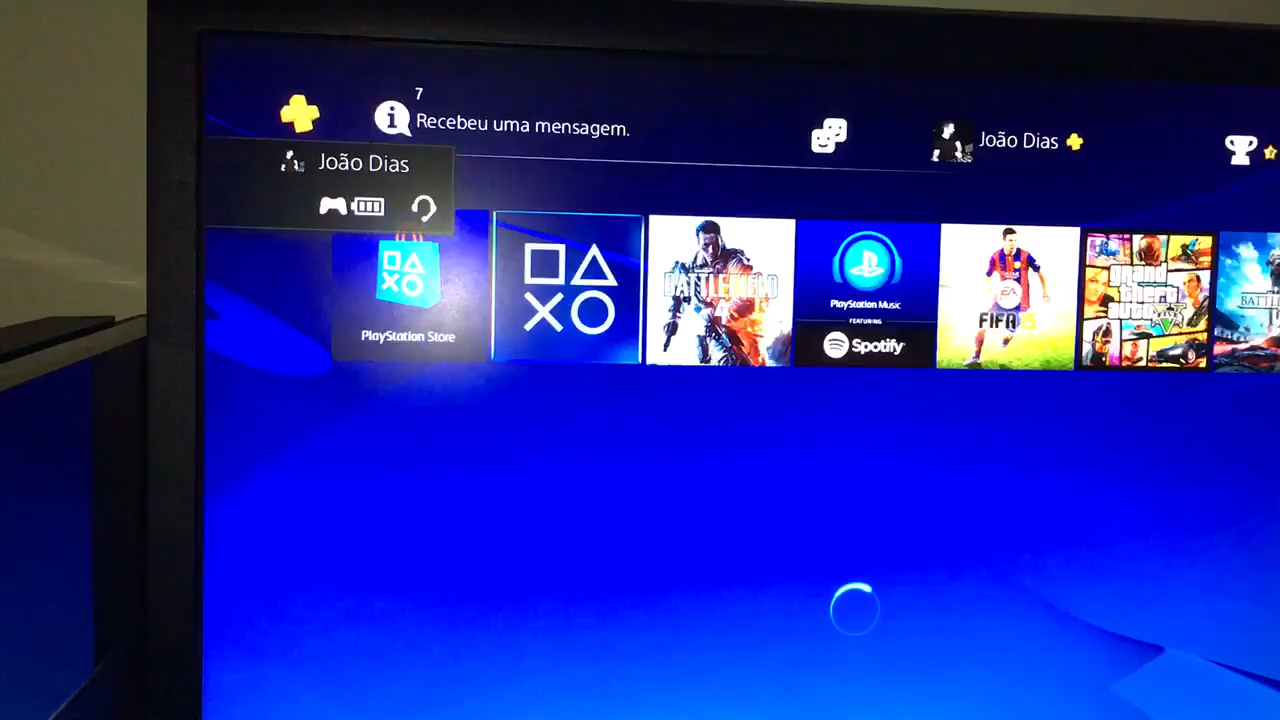 7
Recebeu uma mensagem.
João Dias
João Dias
PlayStation Store
BATTLEFIELD
4
PlayStation Music
FEATURING
Spotify
EA
FIFA 15
grand
theft
auto
V